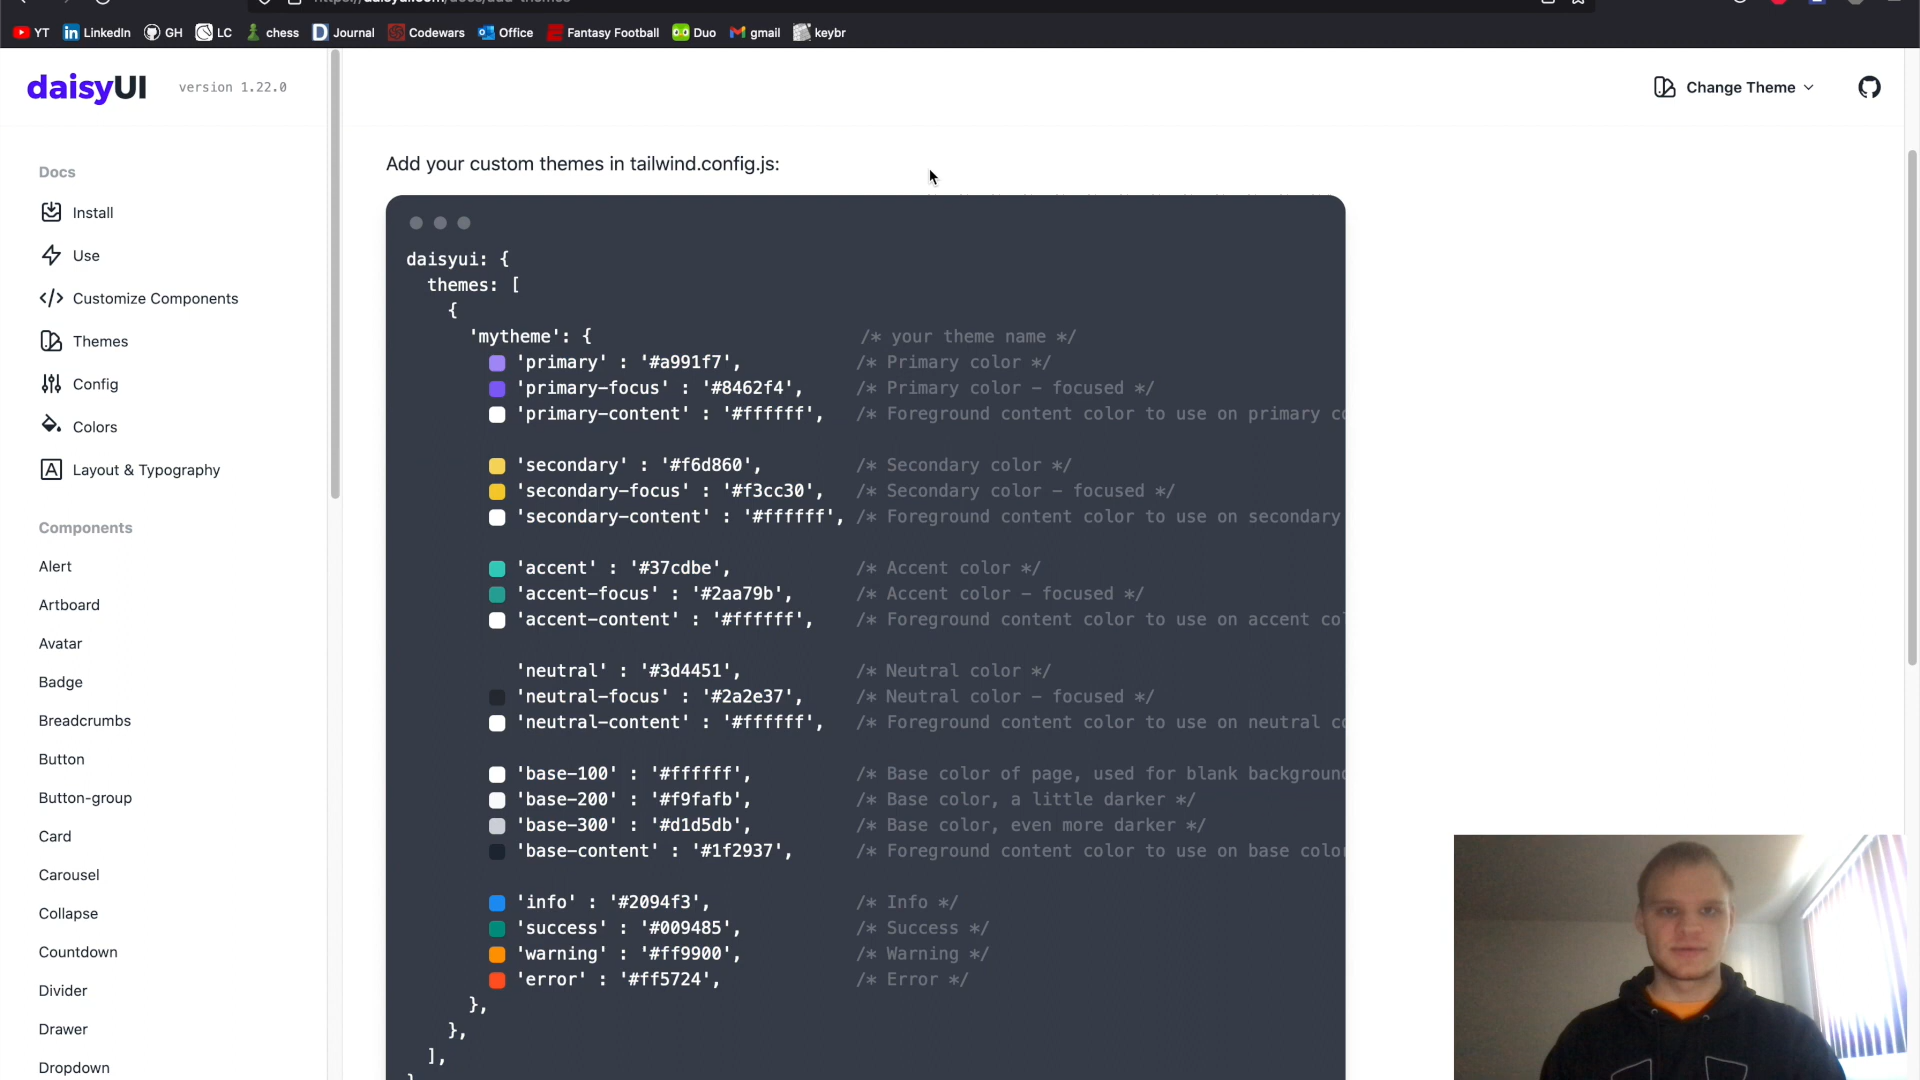 YT
LinkedIn
GH
LC
chess
Journal
Codewars
Office
Fantasy Football
Duo
gmail
keybr
daisyUI
version 1.22.0
Change Theme
Docs
Install
Use
Customize Components
Themes
Config
Colors
Layout & Typography
Components
Alert
Artboard
Avatar
Badge
Breadcrumbs
Button
Button-group
Card
Carousel
Collapse
Countdown
Divider
Drawer
Dropdown
Add your custom themes in tailwind.config.js:
daisyui: {
themes: [
{
'mytheme': { /* your theme name */
'primary' : '#a991f7', /* Primary color */
'primary-focus' : '#8462f4', /* Primary color – focused */
'primary-content' : '#ffffff', /* Foreground content color to use on primary
'secondary' : '#f6d860', /* Secondary color */
'secondary-focus' : '#f3cc30', /* Secondary color – focused */
'secondary-content' : '#ffffff', /* Foreground content color to use on secondary
'accent' : '#37cdbe', /* Accent color */
'accent-focus' : '#2aa79b', /* Accent color – focused */
'accent-content' : '#ffffff', /* Foreground content color to use on accent
'neutral' : '#3d4451', /* Neutral color */
'neutral-focus' : '#2a2e37', /* Neutral color – focused */
'neutral-content' : '#ffffff', /* Foreground content color to use on neutral
'base-100' : '#ffffff', /* Base color of page, used for blank background
'base-200' : '#f9fafb', /* Base color, a little darker */
'base-300' : '#d1d5db', /* Base color, even more darker */
'base-content' : '#1f2937', /* Foreground content color to use on base color
'info' : '#2094f3', /* Info */
'success' : '#009485', /* Success */
'warning' : '#ff9900', /* Warning */
'error' : '#ff5724', /* Error */
},
},
],